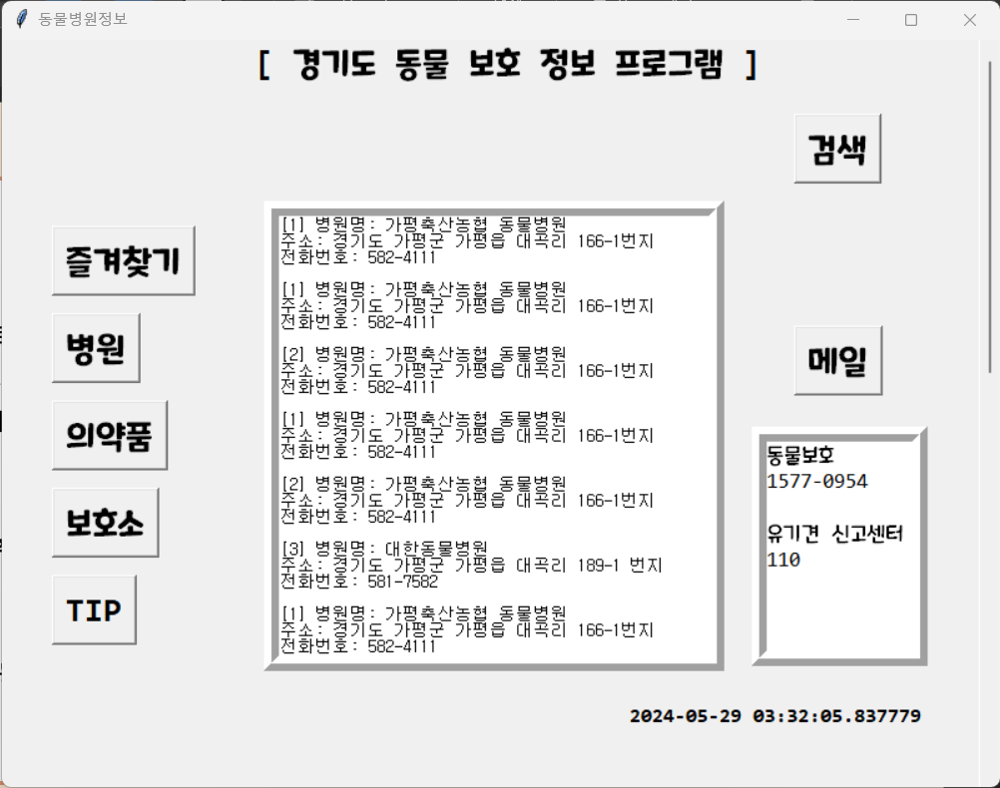 동물병원정보
[ 경기도 동물 보호 정보 프로그램 ]
검색
즐겨찾기
병원
의약품
보호소
TIP
[1] 병원명: 가평축산농협 동물병원
주소: 경기도 가평군 가평읍 대곡리 166-1번지
전화번호: 582-4111
[1] 병원명: 가평축산농협 동물병원
주소: 경기도 가평군 가평읍 대곡리 166-1번지
전화번호: 582-4111
[2] 병원명: 가평축산농협 동물병원
주소: 경기도 가평군 가평읍 대곡리 166-1번지
전화번호: 582-4111
[1] 병원명: 가평축산농협 동물병원
주소: 경기도 가평군 가평읍 대곡리 166-1번지
전화번호: 582-4111
[2] 병원명: 가평축산농협 동물병원
주소: 경기도 가평군 가평읍 대곡리 166-1번지
전화번호: 582-4111
[3] 병원명: 대한동물병원
주소: 경기도 가평군 가평읍 대곡리 189-1 번지
전화번호: 581-7582
[1] 병원명: 가평축산농협 동물병원
주소: 경기도 가평군 가평읍 대곡리 166-1번지
전화번호: 582-4111
메일
동물보호
1577-0954
유기견 신고센터
110
2024-05-29 03:32:05.837779